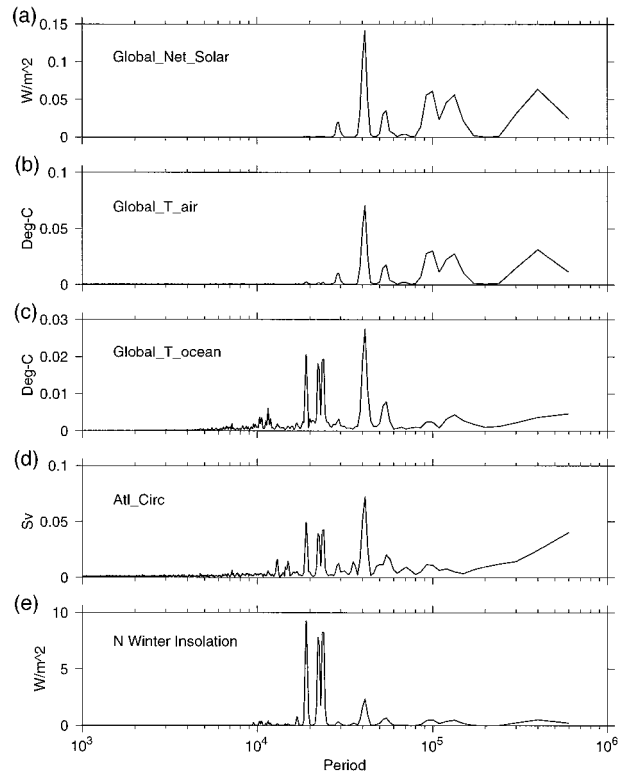 (a)
0.15
0.10
0.05
0
W/m^2
Global_Net_Solar
(b)
0.1
0.05
0
Deg-C
Global_T_air
(c)
0.03
0.02
0.01
0
Deg-C
Global_T_ocean
(d)
0.1
0.05
0
Sv
Atl_Circ
(e)
10
5
0
W/m^2
N Winter Insolation
10^3
10^4
10^5
10^6
Period